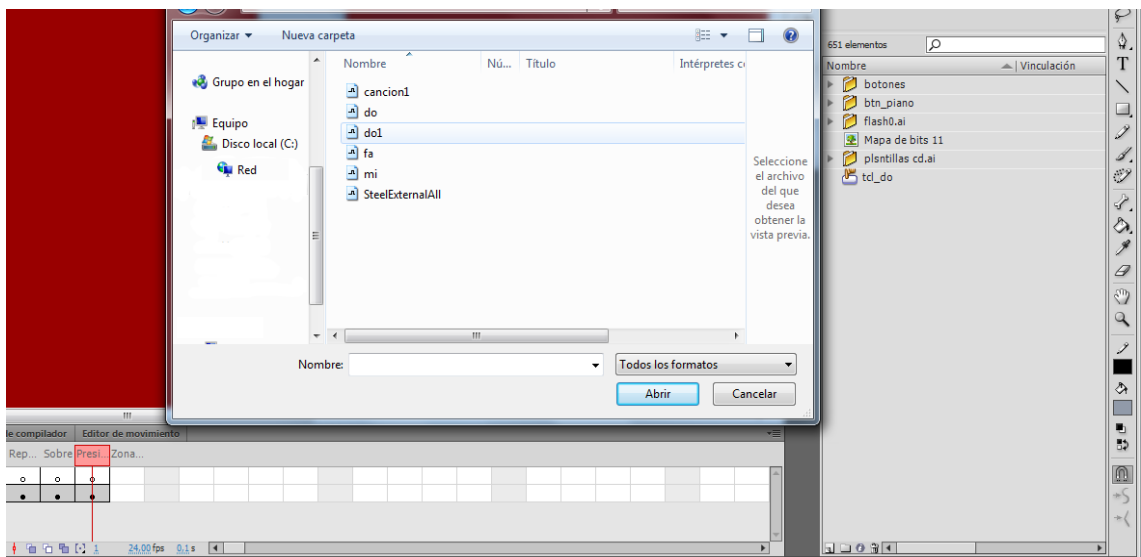 Organizar
Nueva carpeta
Nombre
Nú...
Título
Intérpretes c
Grupo en el hogar
Equipo
Disco local (C:)
Red
cancion1
do
do1
fa
mi
SteelExternalAll
Seleccione
el archivo
del que
desea
obtener la
vista previa.
Nombre:
Todos los formatos
Abrir
Cancelar
651 elementos
Nombre
Vinculación
botones
btn_piano
flash0.ai
Mapa de bits 11
plsntillas cd.ai
tcl_do
T
le compilador
Editor de movimiento
Rep...
Sobre
Presi...
Zona...
1
24,00 fps
0,1 s